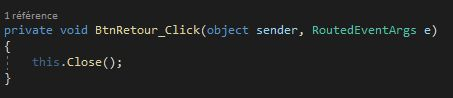 1 référence
private void BtnRetour_Click(object sender, RoutedEventArgs e)
{
this.Close();
}